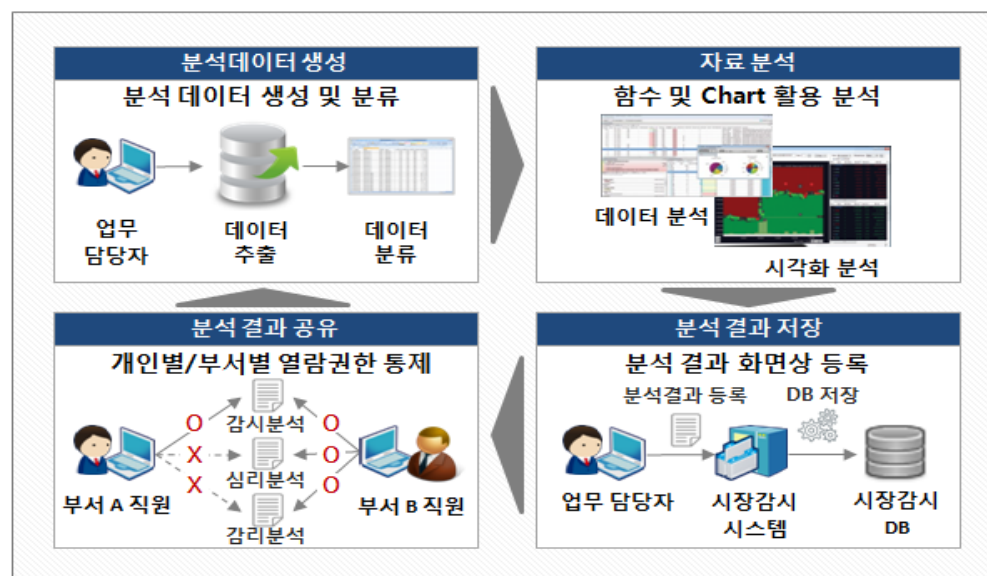 분석데이터 생성
분석 데이터 생성 및 분류
업무
담당자
데이터
추출
데이터
분류
자료 분석
함수 및 Chart 활용 분석
데이터 분석
시각화 분석
분석 결과 공유
개인별/부서별 열람권한 통제
O
O
감시분석
X
O
심리분석
X
O
부서 A 직원
부서 B 직원
감리분석
분석 결과 저장
분석 결과 화면상 등록
분석결과 등록
DB 저장
업무 담당자
시장감시
시스템
시장감시
DB